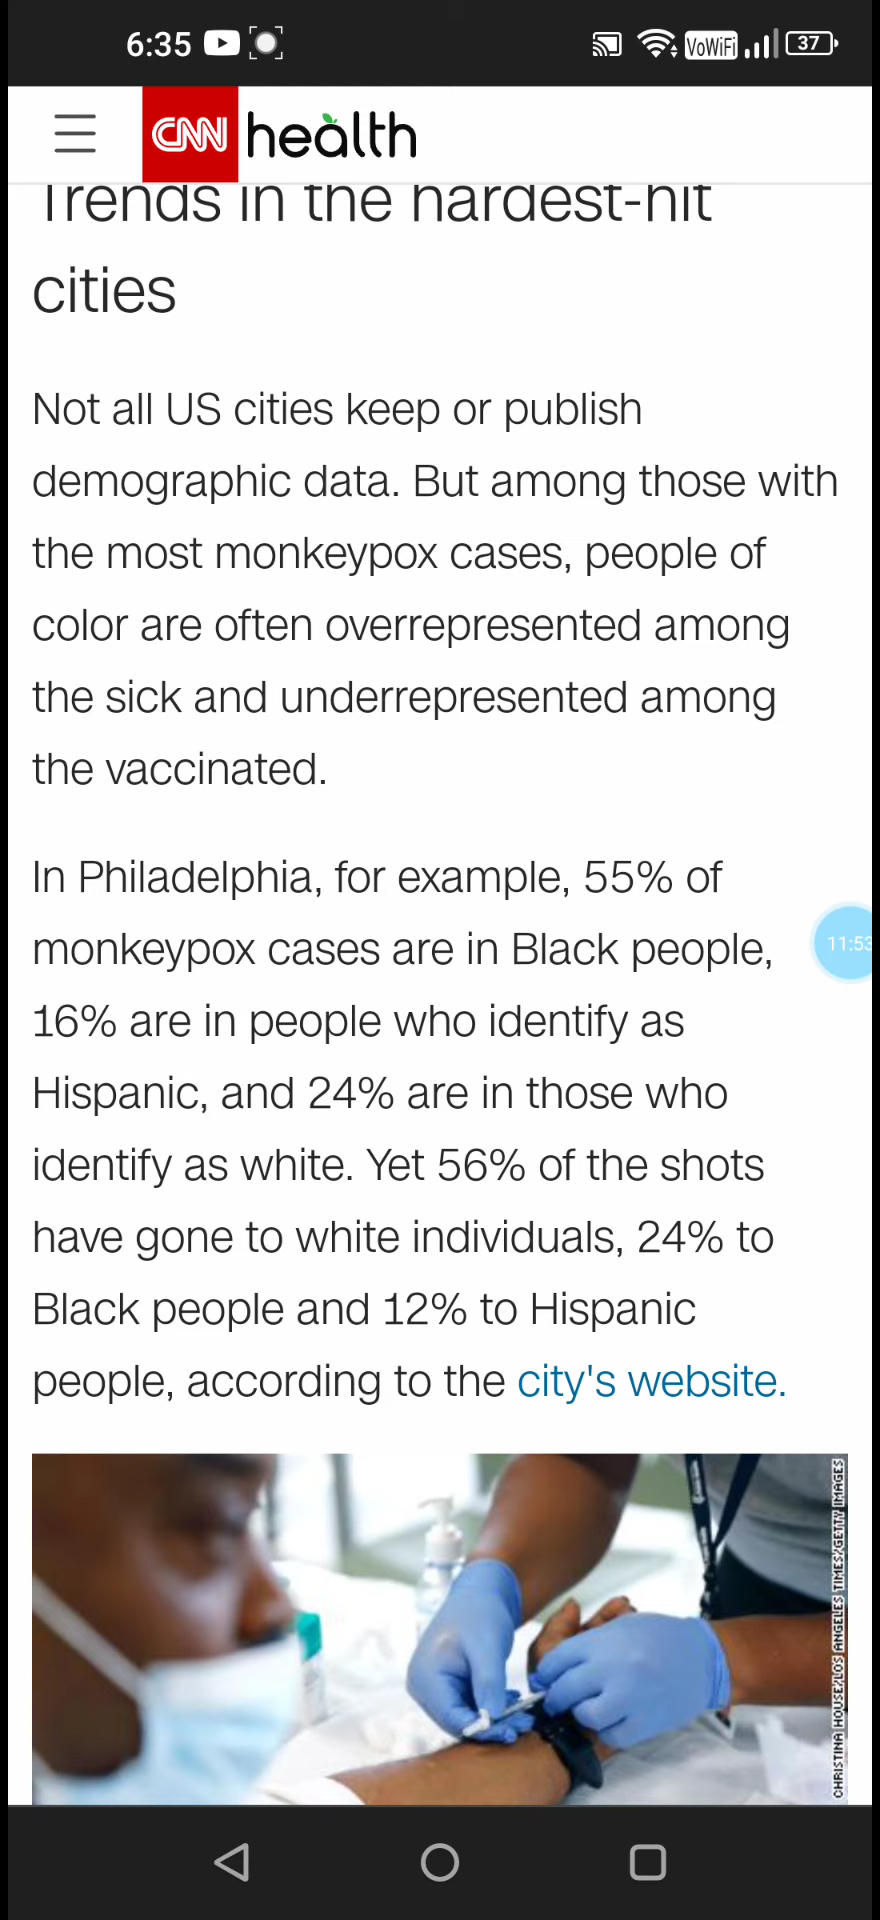 6:35
VoWiFi
37
CNN health
Trends in the hardest-hit
cities
Not all US cities keep or publish
demographic data. But among those with
the most monkeypox cases, people of
color are often overrepresented among
the sick and underrepresented among
the vaccinated.
In Philadelphia, for example, 55% of
monkeypox cases are in Black people,
11:53
16% are in people who identify as
Hispanic, and 24% are in those who
identify as white. Yet 56% of the shots
have gone to white individuals, 24% to
Black people and 12% to Hispanic
people, according to the city's website.
CHRISTINA HOUSE/LOS ANGELES TIMES/GETTY IMAGES